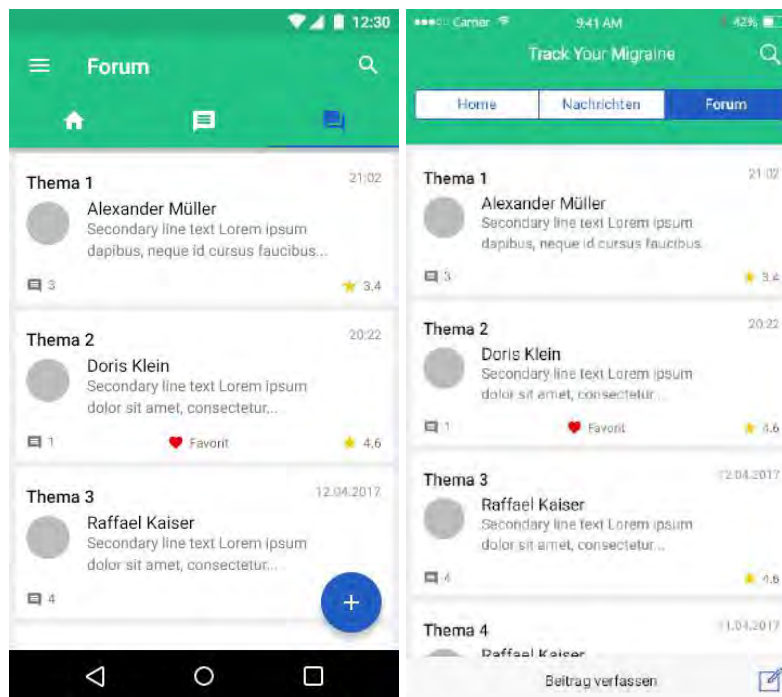 12:30
Forum
Thema 1
21:02
Alexander Müller
Secondary line text Lorem ipsum
dapibus, neque id cursus faucibus...
3
3.4
Thema 2
20:22
Doris Klein
Secondary line text Lorem ipsum
dolor sit amet, consectetur...
1
Favorit
4.6
Thema 3
12.04.2017
Raffael Kaiser
Secondary line text Lorem ipsum
dolor sit amet, consectetur...
4
Carrier 9:41 AM 42%
Track Your Migraine
Home Nachrichten Forum
Thema 1
21:02
Alexander Müller
Secondary line text Lorem ipsum
dapibus, neque id cursus faucibus.
3
3.4
Thema 2
20:22
Doris Klein
Secondary line text Lorem ipsum
dolor sit amet, consectetur...
1
Favorit
4.6
Thema 3
12.04.2017
Raffael Kaiser
Secondary line text Lorem ipsum
dolor sit amet, consectetur...
4
4.6
Thema 4
11.04.2017
Raffael Kaiser
Beitrag verfassen